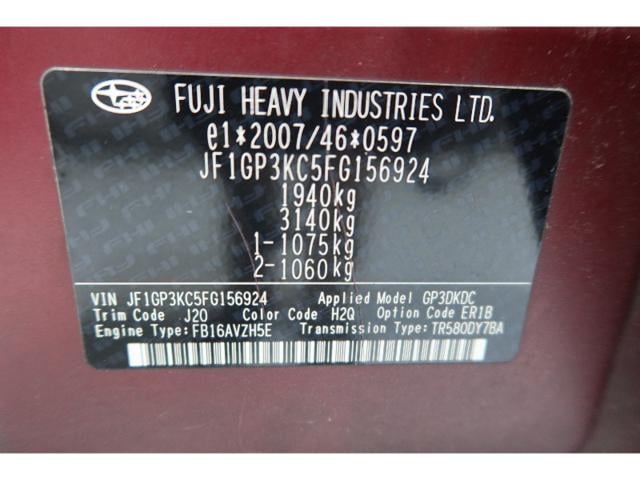 FUJI HEAVY INDUSTRIES LTD.
e1*2007/46*0597
JF1GP3KC5FG156924
1940kg
3140kg
1-1075kg
2-1060kg
VIN JF1GP3KC5FG156924 Applied Model GP3DKDC
Trim Code J20 Color Code H2Q Option Code ER1B
Engine Type: FB16AVZH5E Transmission Type: TR580DY7BA